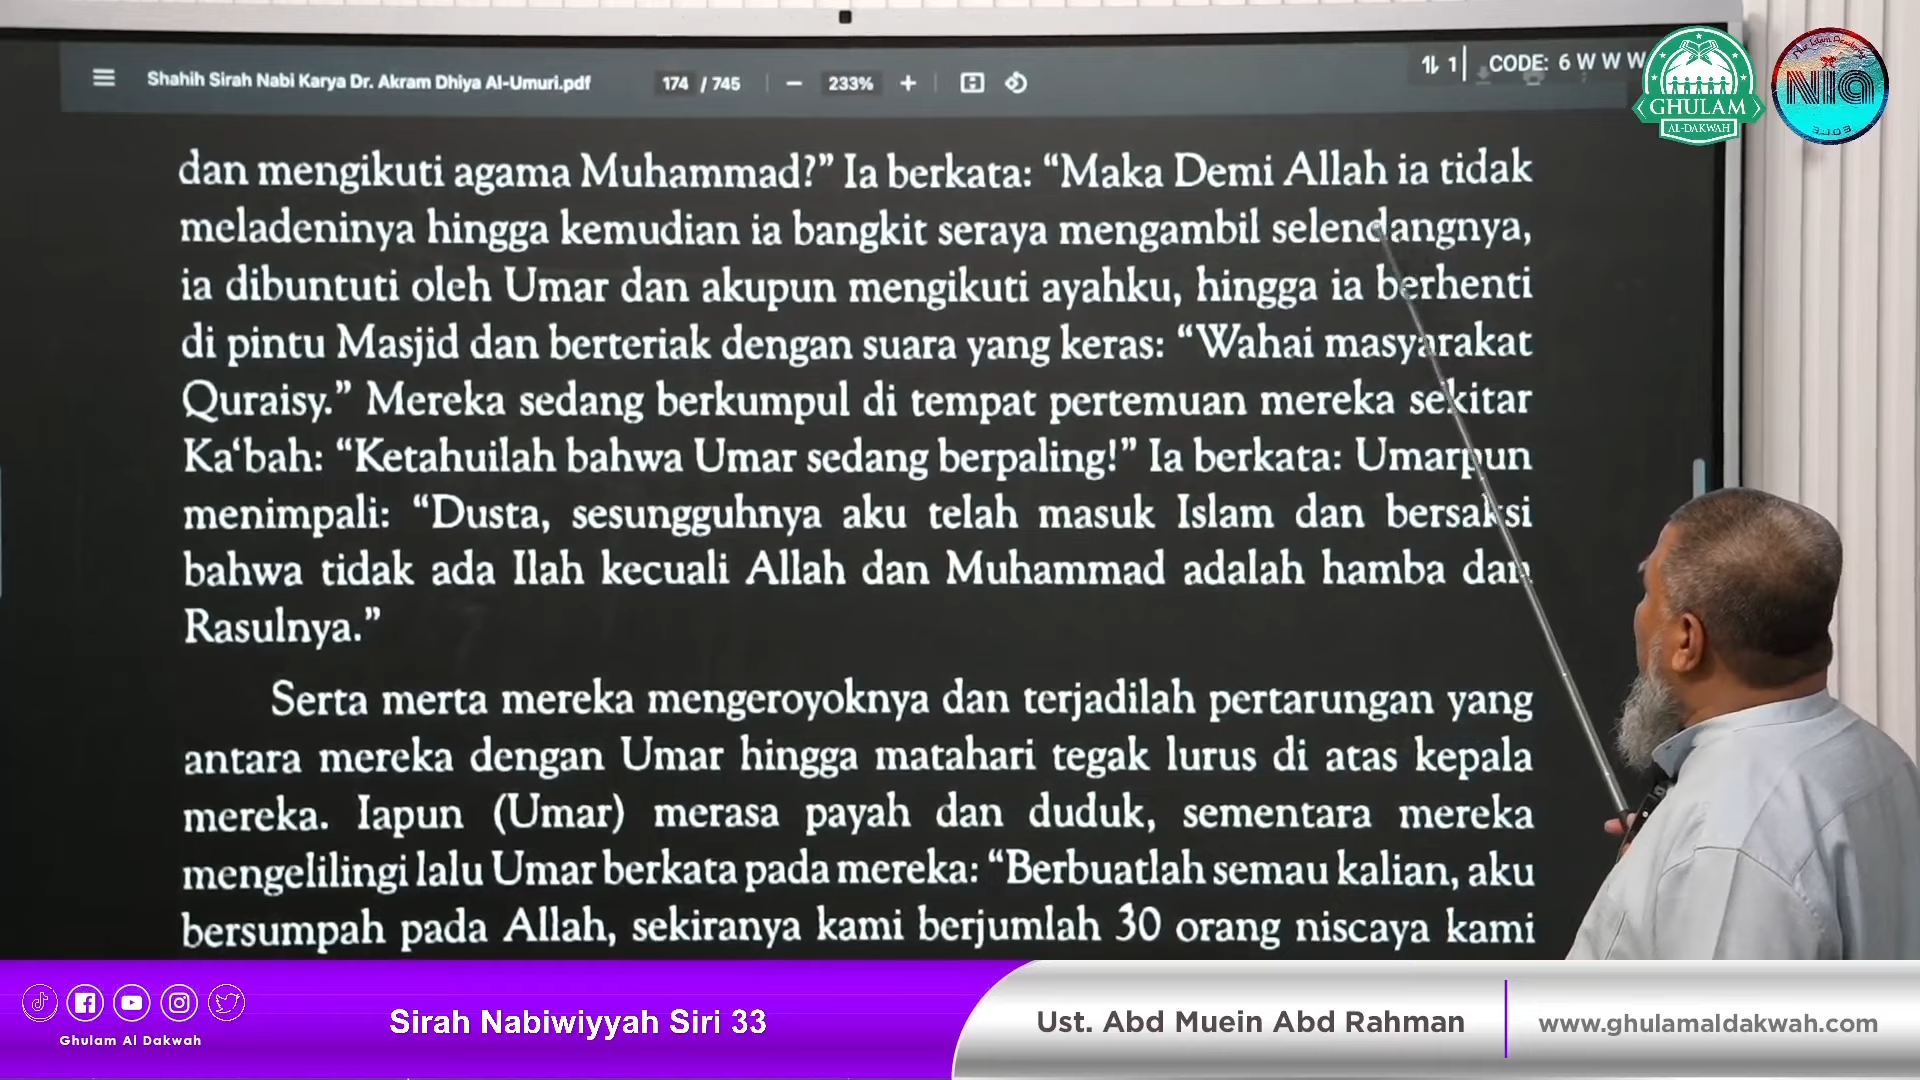 Shahih Sirah Nabi Karya Dr. Akram Dhiya Al-Umuri.pdf 174 / 745 233% 1 CODE: 6 W W W
GHULAM
AL-DAKWAH
NIA
dan mengikuti agama Muhammad?” Ia berkata: “Maka Demi Allah ia tidak
meladeninya hingga kemudian ia bangkit seraya mengambil selendangnya,
ia dibuntuti oleh Umar dan akupun mengikuti ayahku, hingga ia berhenti
di pintu Masjid dan berteriak dengan suara yang keras: “Wahai masyarakat
Quraisy.” Mereka sedang berkumpul di tempat pertemuan mereka sekitar
Ka‘bah: “Ketahuilah bahwa Umar sedang berpaling!” Ia berkata: Umarpun
menimpali: “Dusta, sesungguhnya aku telah masuk Islam dan bersaksi
bahwa tidak ada Ilah kecuali Allah dan Muhammad adalah hamba dan
Rasulnya.”
Serta merta mereka mengeroyoknya dan terjadilah pertarungan yang
antara mereka dengan Umar hingga matahari tegak lurus di atas kepala
mereka. Iapun (Umar) merasa payah dan duduk, sementara mereka
mengelilingi lalu Umar berkata pada mereka: “Berbuatlah semau kalian, aku
bersumpah pada Allah, sekiranya kami berjumlah 30 orang niscaya kami
Ghulam Al Dakwah
Sirah Nabiwiyyah Siri 33
Ust. Abd Muein Abd Rahman
www.ghulamaldakwah.com